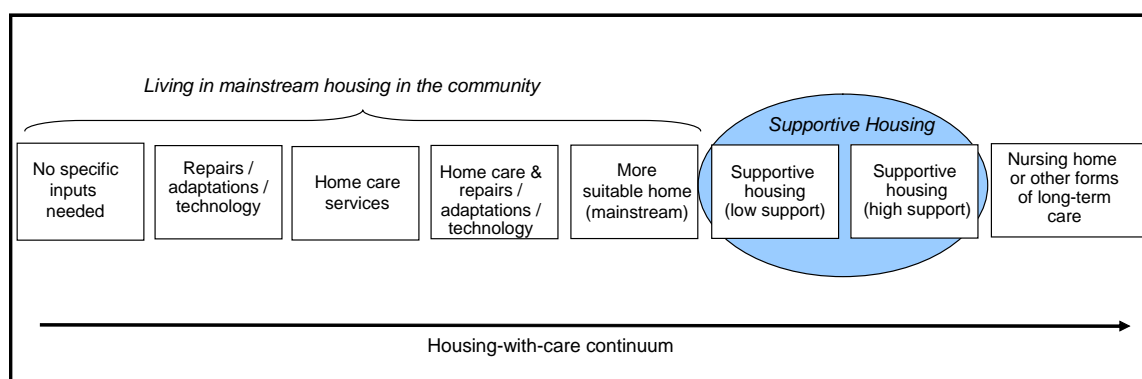 Living in mainstream housing in the community
Supportive Housing
No specific
inputs
needed
Repairs /
adaptations /
technology
Home care
services
Home care &
repairs /
adaptations /
technology
More
suitable home
(mainstream)
Supportive
housing
(low support)
Supportive
housing
(high support)
Nursing home
or other forms
of long-term
care
Housing-with-care continuum